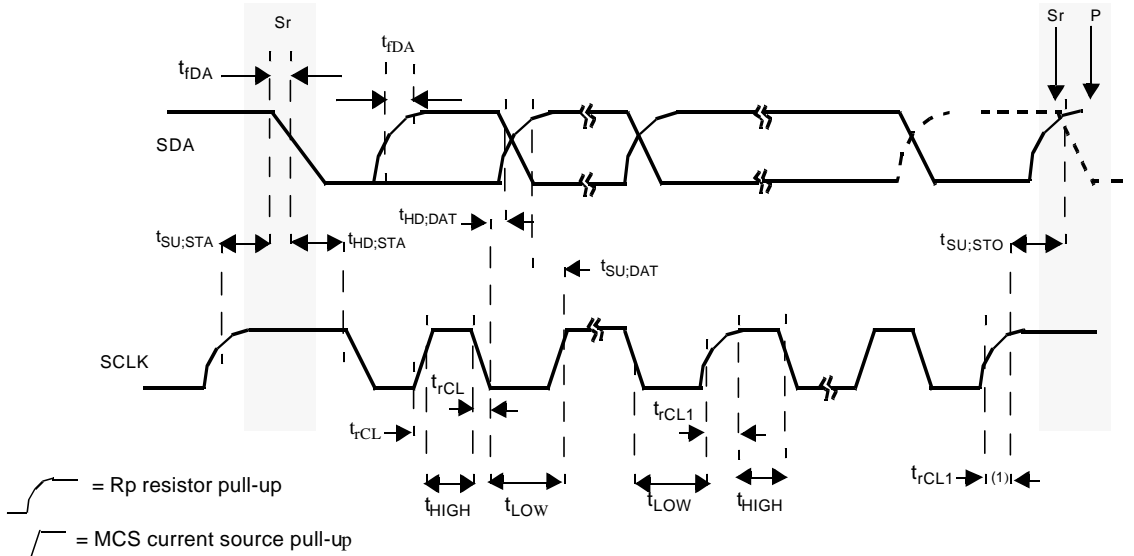 Sr
Sr P
tfDA
tfDA
SDA
tHD;DAT
tSU;STA
tHD;STA
tSU;STO
tSU;DAT
SCLK
trCL
trCL1
trCL
trCL1 (1)
tHIGH
tLOW
tLOW
tHIGH
= Rp resistor pull-up
= MCS current source pull-up